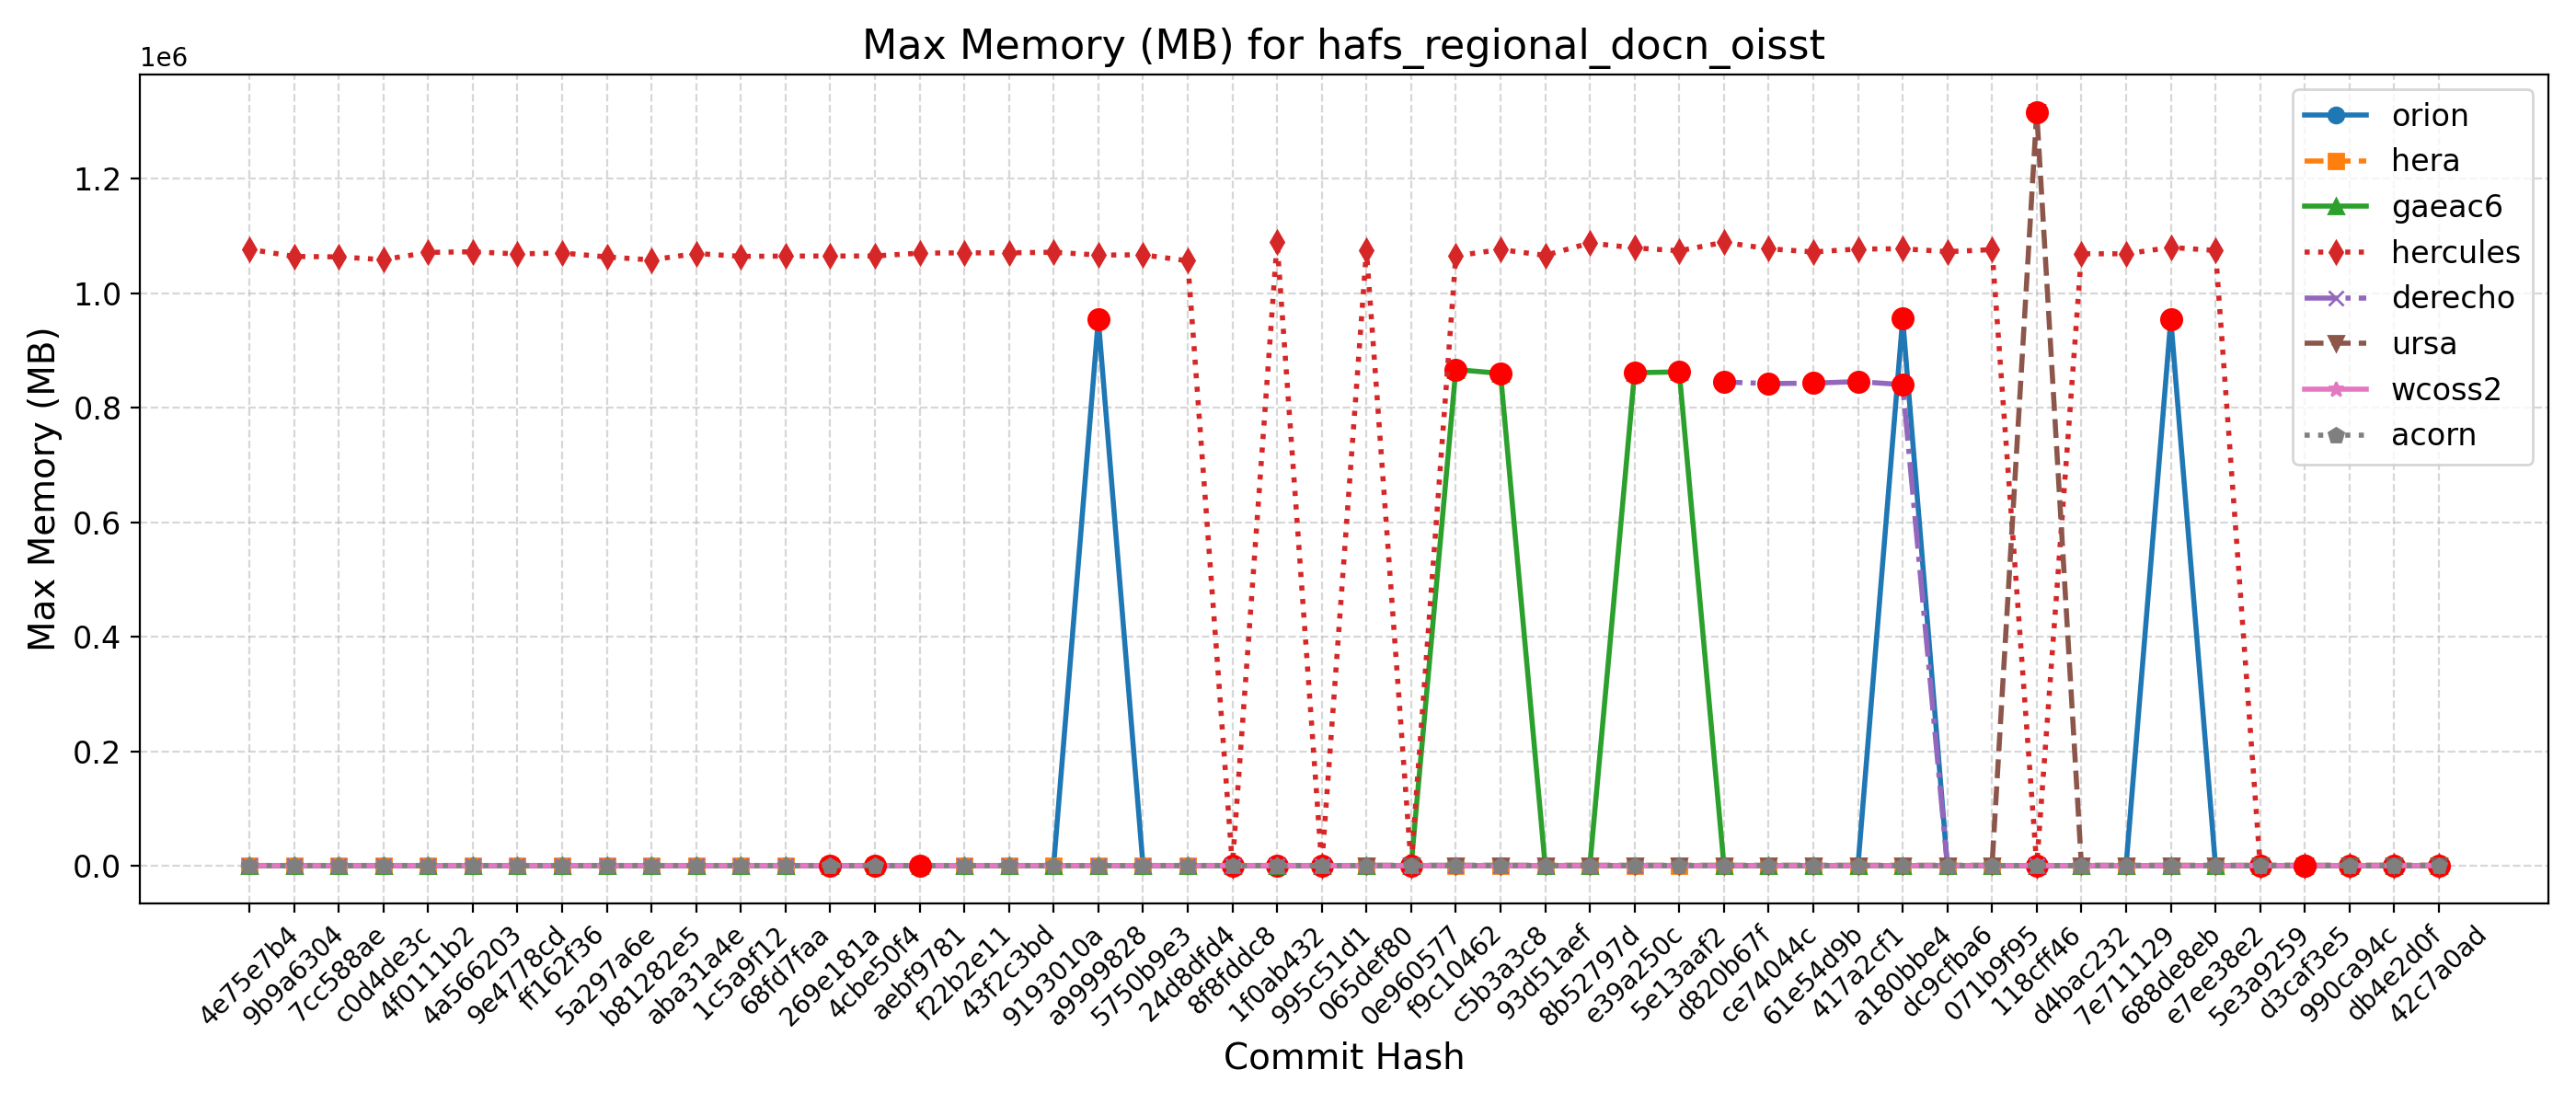 Max Memory (MB) for hafs_regional_docn_oisst
1e6
1.2
1.0
0.8
0.6
0.4
0.2
0.0
Max Memory (MB)
orion
hera
gaeac6
hercules
derecho
ursa
wcoss2
acorn
4e75e7b4
9b9a6304
7cc588ae
c0d4de3c
4f0111b2
4a566203
9e4778cd
ff162f36
5a297a6e
b81282e5
aba31a4e
1c5a9f12
68fd7faa
269e181a
4cbe50f4
aebf9781
f22b2e11
43f2c3bd
9193010a
a9999828
5750b9e3
24d8dfd4
8f8fddc8
1f0ab432
995c51d1
065def80
0e960577
f9c10462
c5b3a3c8
93d51aef
8b52797d
e39a250c
5e13aaf2
d820b67f
ce74044c
61e54d9b
417a2cf1
a180bbe4
dc9cfba6
071b9f95
118cff46
d4bac232
7e711129
688de8eb
e7ee38e2
5e3a9259
d3caf3e5
990ca94c
db4e2d0f
42c7a0ad
Commit Hash